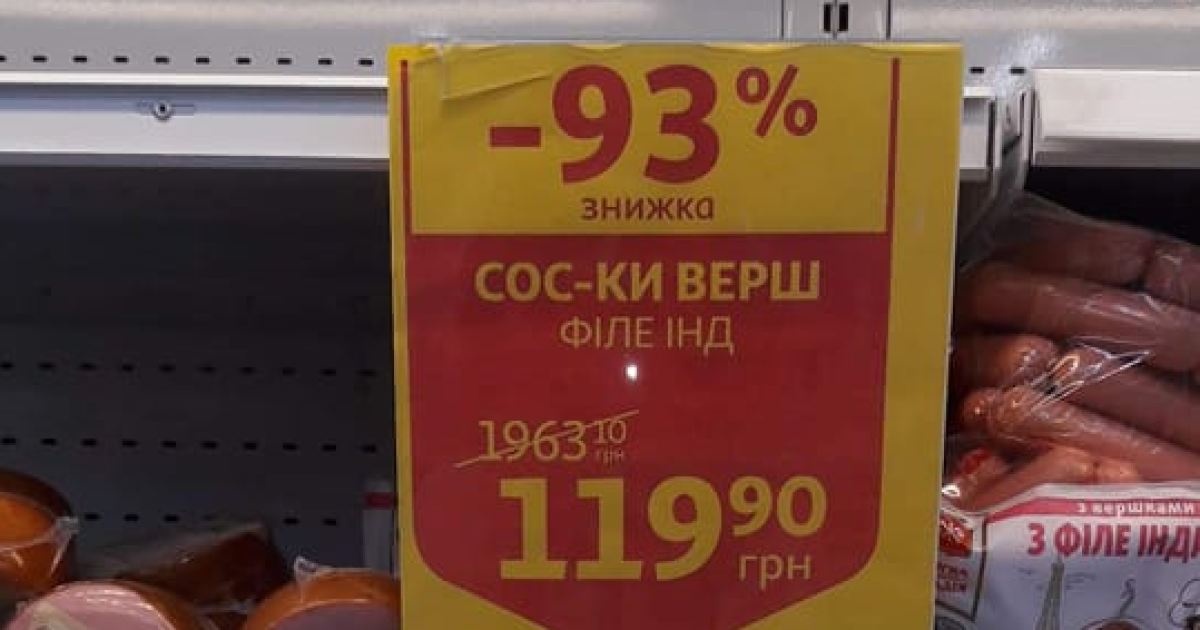 -93%
знижка
СОС-КИ ВЕРШ
ФІЛЕ ІНД
1963 10 грн
119 90 грн
з вершками
З ФІЛЕ ІНД